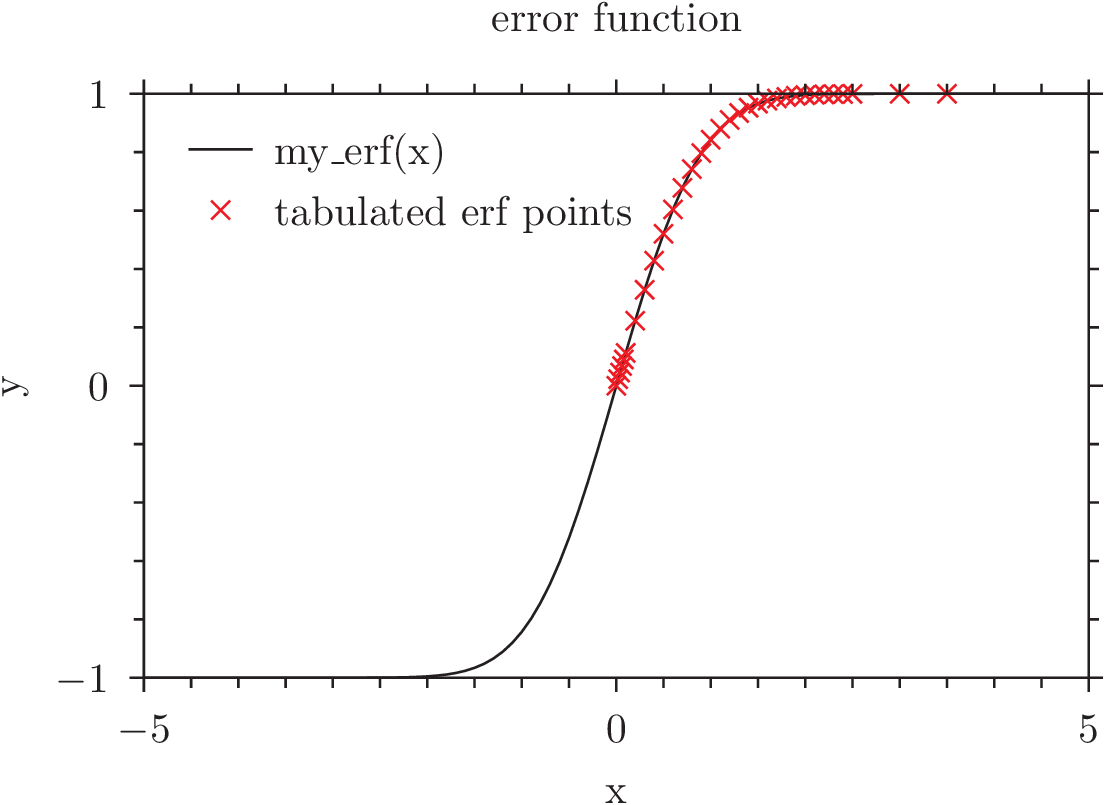 error function
1
my_erf(x)
tabulated erf points
y
0
−1
−5 0 5
x